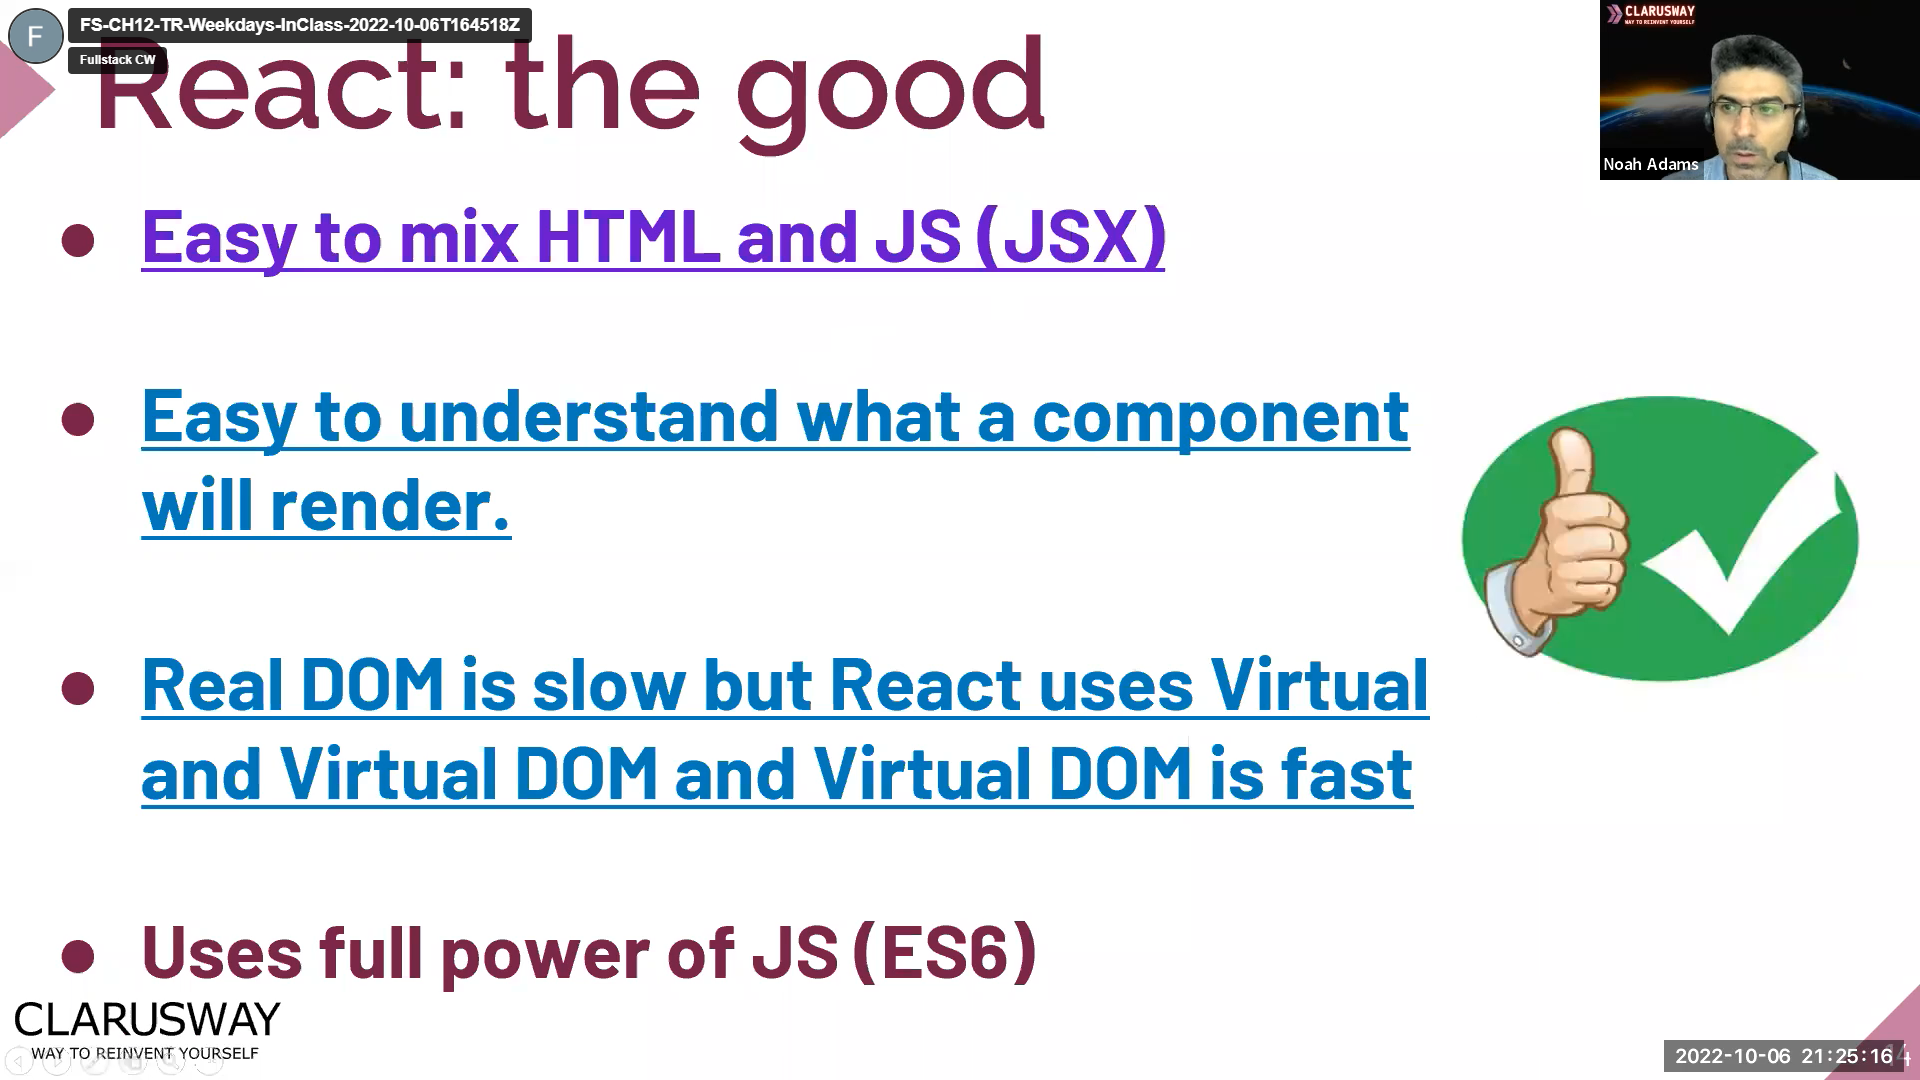 FS-CH12-TR-Weekdays-InClass-2022-10-06T164518Z
F
Fullstack CW
React: the good
CLARUSWAY
WAY TO REINVENT YOURSELF
Noah Adams
Easy to mix HTML and JS (JSX)
Easy to understand what a component
will render.
Real DOM is slow but React uses Virtual
and Virtual DOM and Virtual DOM is fast
Uses full power of JS (ES6)
CLARUSWAY
WAY TO REINVENT YOURSELF
2022-10-06 21:25:16
14